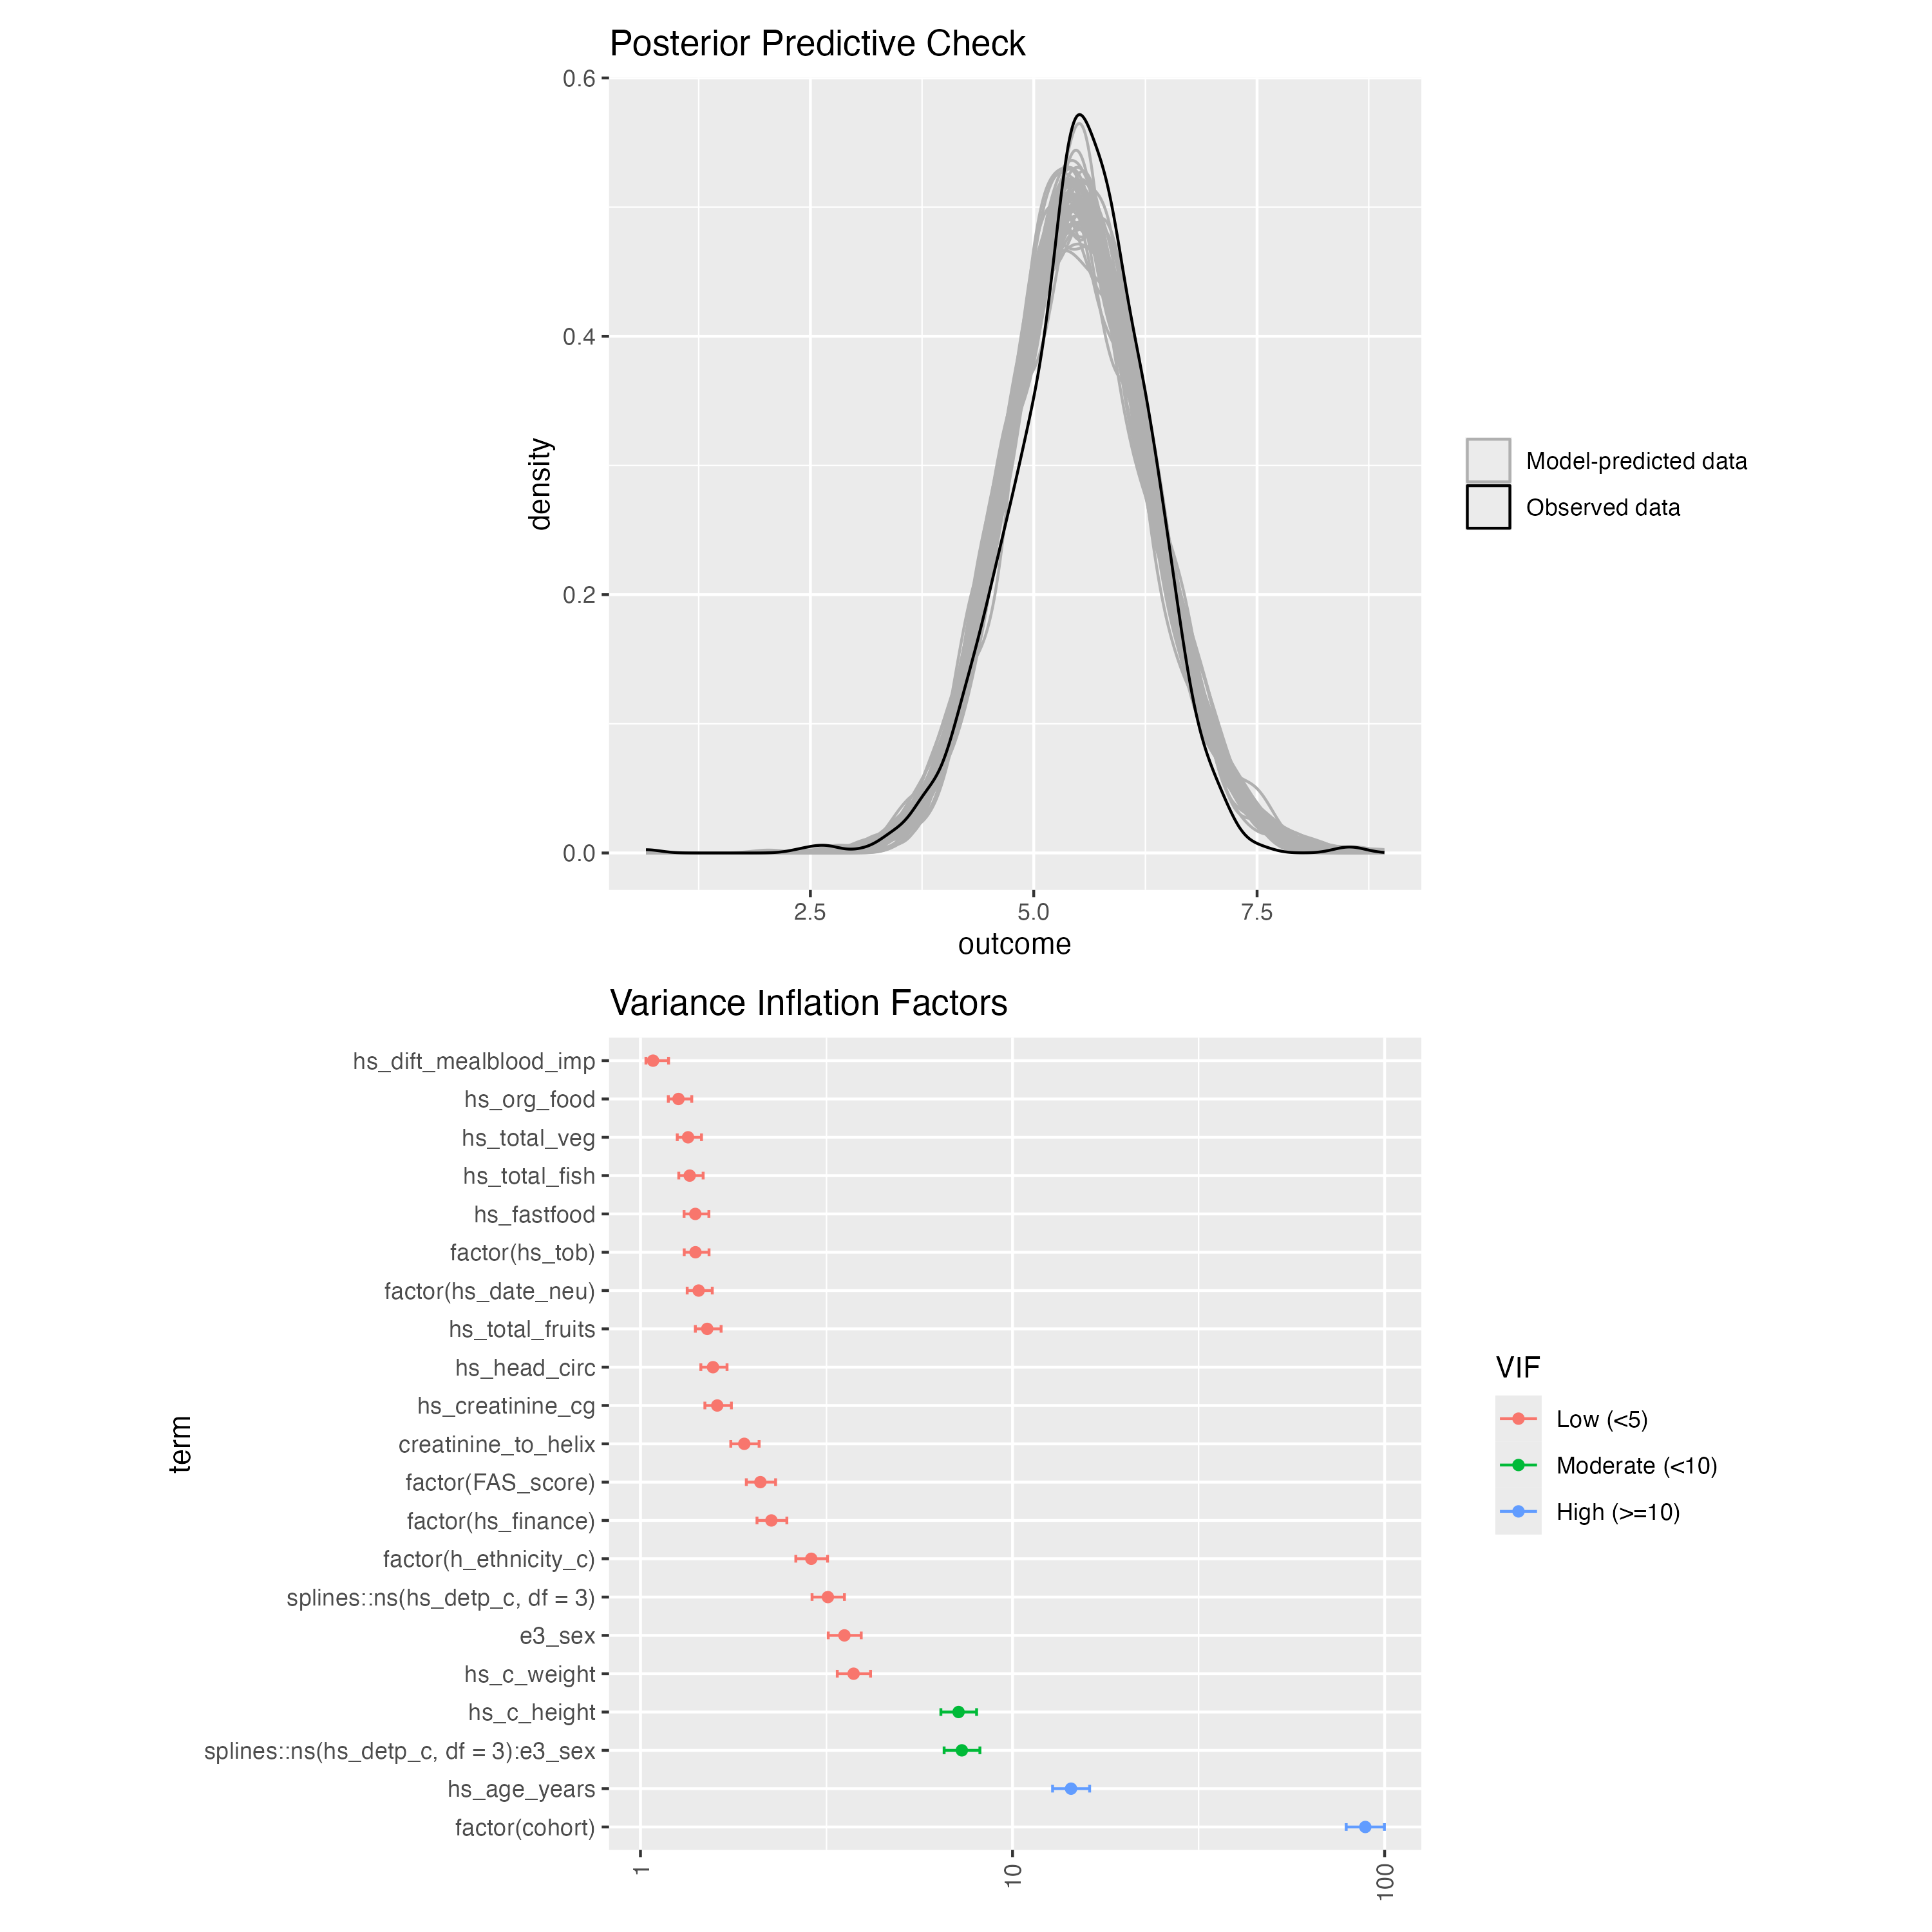 Posterior Predictive Check
0.6
0.4
0.2
0.0
density
2.5
5.0
7.5
outcome
Model-predicted data
Observed data
Variance Inflation Factors
hs_dift_mealblood_imp
hs_org_food
hs_total_veg
hs_total_fish
hs_fastfood
factor(hs_tob)
factor(hs_date_neu)
hs_total_fruits
hs_head_circ
hs_creatinine_cg
creatinine_to_helix
factor(FAS_score)
factor(hs_finance)
factor(h_ethnicity_c)
splines::ns(hs_detp_c, df = 3)
e3_sex
hs_c_weight
hs_c_height
splines::ns(hs_detp_c, df = 3):e3_sex
hs_age_years
factor(cohort)
term
1
10
100
VIF
Low (<5)
Moderate (<10)
High (>=10)